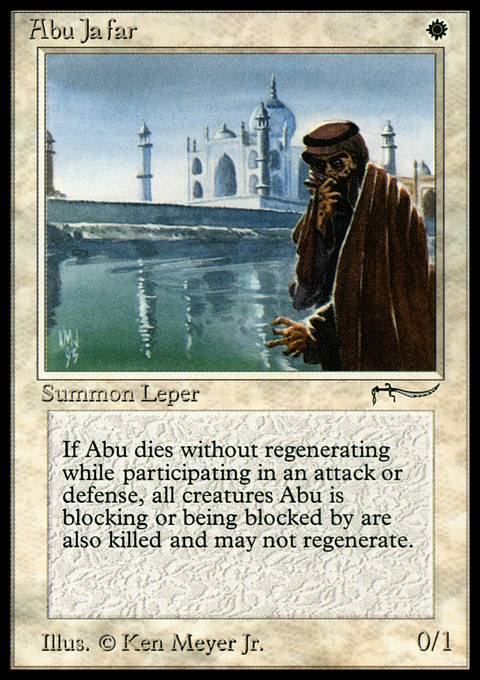 Abu Ja'far
Summon Leper
If Abu dies without regenerating
while participating in an attack or
defense, all creatures Abu is
blocking or being blocked by are
also killed and may not regenerate.
Illus. © Ken Meyer Jr.
0/1